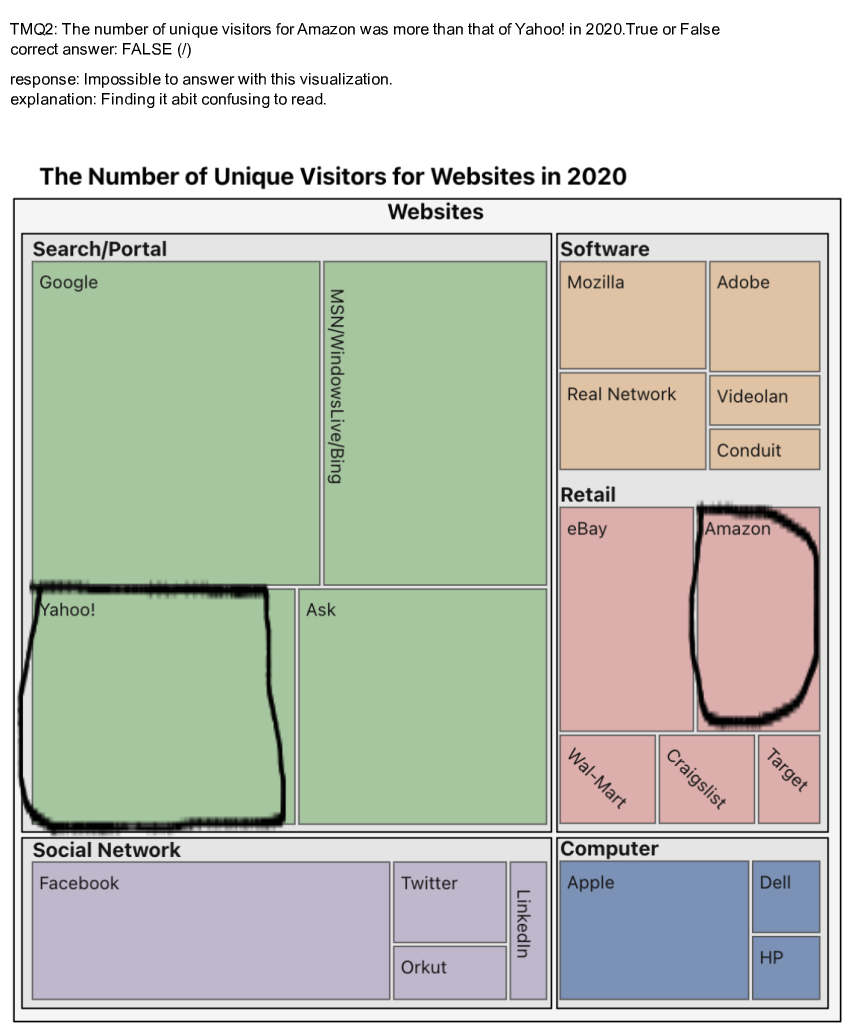 TMQ2: The number of unique visitors for Amazon was more than that of Yahoo! in 2020.True or False
correct answer: FALSE (/)
response: Impossible to answer with this visualization.
explanation: Finding it abit confusing to read.
The Number of Unique Visitors for Websites in 2020
Websites
Search/Portal
Google
MSN/WindowsLive/Bing
Yahoo!
Ask
Software
Mozilla
Adobe
Real Network
Videolan
Conduit
Retail
eBay
Amazon
Wal-Mart
Craigslist
Target
Social Network
Facebook
Twitter
Orkut
LinkedIn
Computer
Apple
Dell
HP